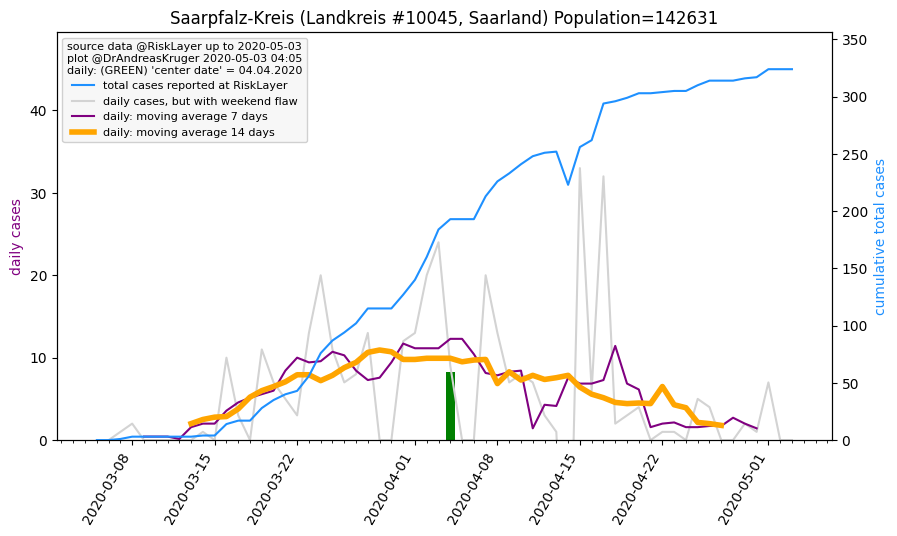 Saarpfalz-Kreis (Landkreis #10045, Saarland) Population=142631
source data @RiskLayer up to 2020-05-03
plot @DrAndreasKruger 2020-05-03 04:05
daily: (GREEN) 'center date' = 04.04.2020
total cases reported at RiskLayer
daily cases, but with weekend flaw
daily: moving average 7 days
daily: moving average 14 days
daily cases
0
10
20
30
40
cumulative total cases
0
50
100
150
200
250
300
350
2020-03-08
2020-03-15
2020-03-22
2020-04-01
2020-04-08
2020-04-15
2020-04-22
2020-05-01